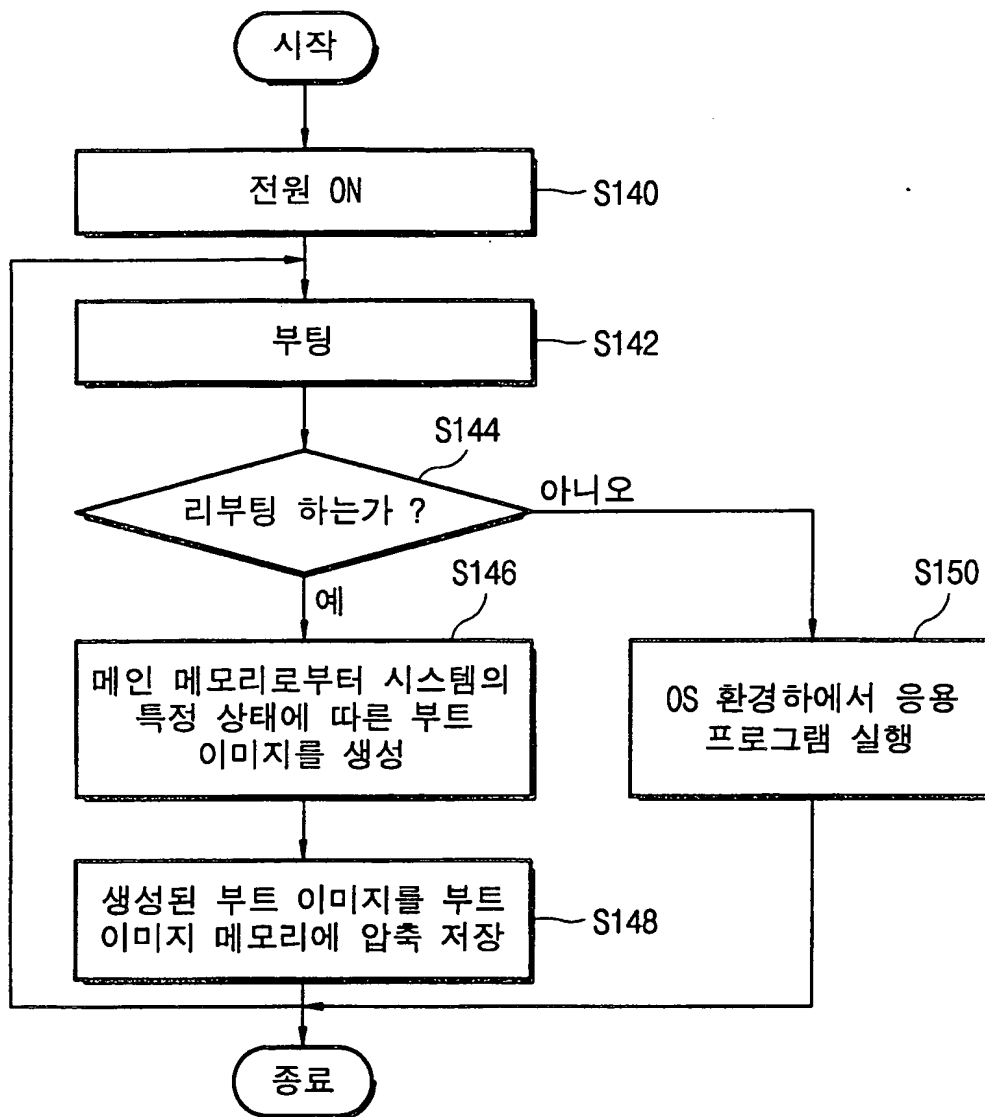 시작
전원 ON
S140
부팅
S142
S144
리부팅 하는가 ?
아니오
예
S146
메인 메모리로부터 시스템의
특정 상태에 따른 부트
이미지를 생성
S150
OS 환경하에서 응용
프로그램 실행
생성된 부트 이미지를 부트
이미지 메모리에 압축 저장
S148
종료